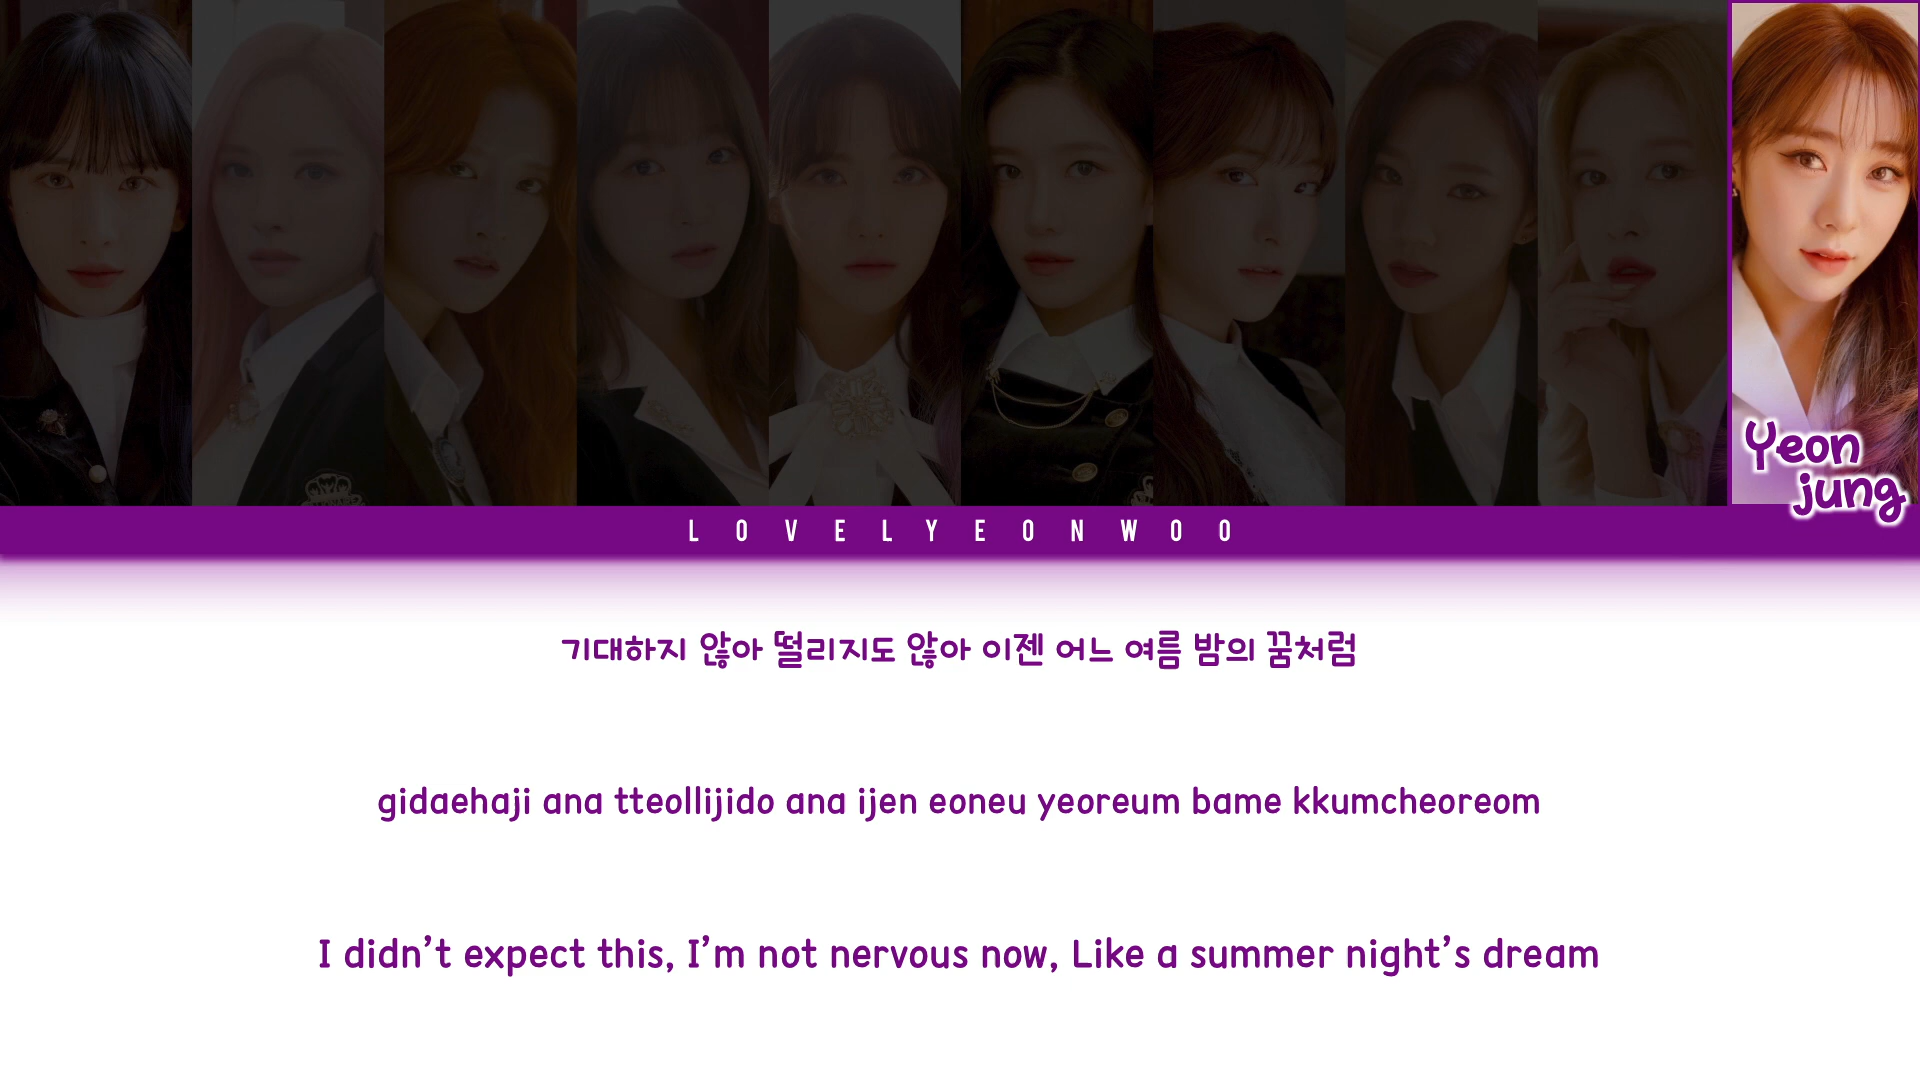 Yeon
jung
LOVELYEONWOO
기대하지 않아 떨리지도 않아 이젠 어느 여름 밤의 꿈처럼
gidaehaji ana tteollijido ana ijen eoneu yeoreum bame kkumcheoreom
I didn’t expect this, I’m not nervous now, Like a summer night’s dream